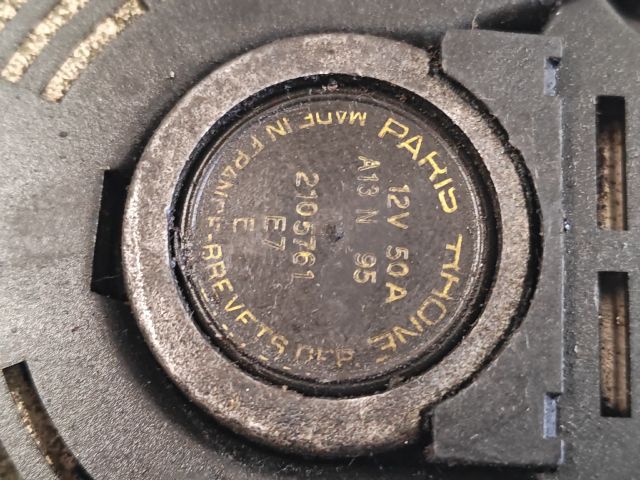 PARIS RHONE
12V 50A
A13 N 95
2105761
E7
E
MADE IN FRANCE-BREVETS DEP.